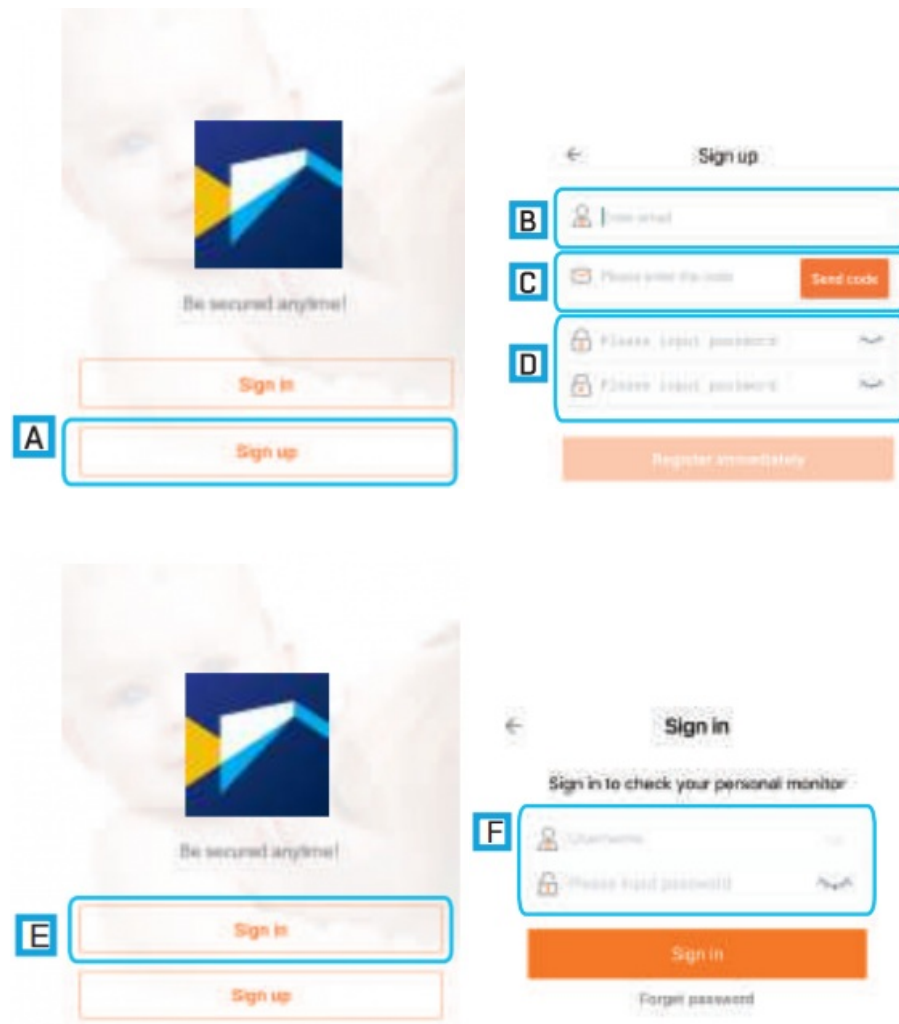 Be secured anytime!
Sign in
A
Sign up
Sign up
B
Enter email
C
Please enter the code
Send code
D
Please input password
Please input password
Register immediately
Be secured anytime!
E
Sign in
Sign up
Sign in
Sign in to check your personal monitor
F
Username
Please input password
Sign in
Forget password